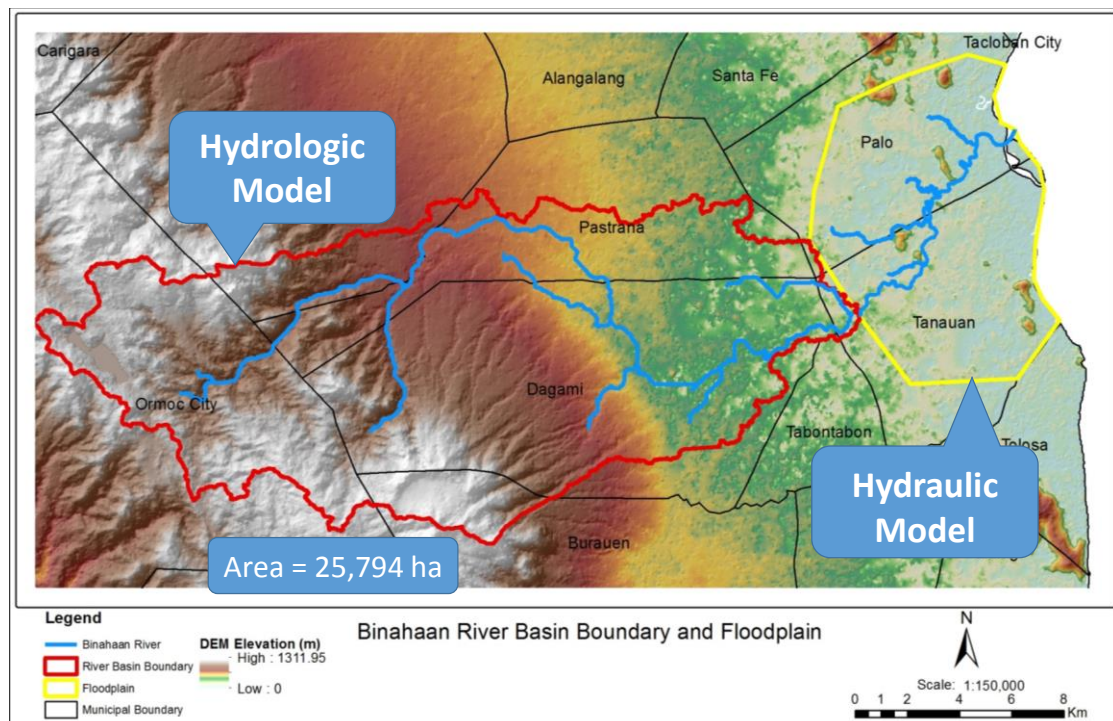 Carigara
Tacloban City
Alangalang
Santa Fe
Hydrologic
Model
Palo
Pastrana
Tanauan
Ormoc City
Dagami
Tabontabon
Tolosa
Hydraulic
Model
Burauen
Area = 25,794 ha
Legend
Binahaan River
River Basin Boundary
Floodplain
Municipal Boundary
DEM Elevation (m)
High : 1311.95
Low : 0
Binahaan River Basin Boundary and Floodplain
N
Scale: 1:150,000
0 1 2 4 6 8
Km